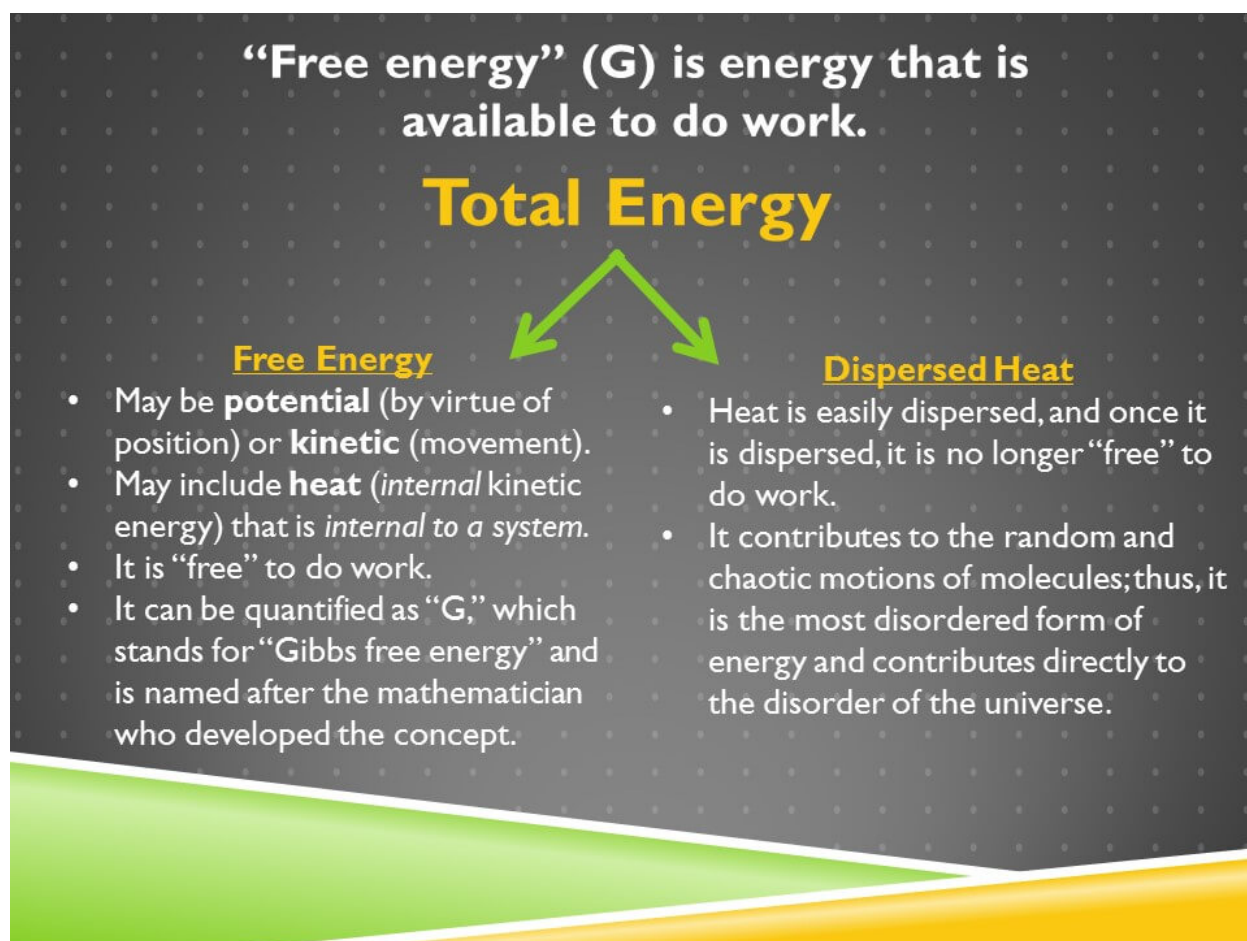 “Free energy” (G) is energy that is
available to do work.
Total Energy
Free Energy
• May be potential (by virtue of
position) or kinetic (movement).
• May include heat (internal kinetic
energy) that is internal to a system.
• It is “free” to do work.
• It can be quantified as “G,” which
stands for “Gibbs free energy” and
is named after the mathematician
who developed the concept.
Dispersed Heat
• Heat is easily dispersed, and once it
is dispersed, it is no longer “free” to
do work.
• It contributes to the random and
chaotic motions of molecules; thus, it
is the most disordered form of
energy and contributes directly to
the disorder of the universe.